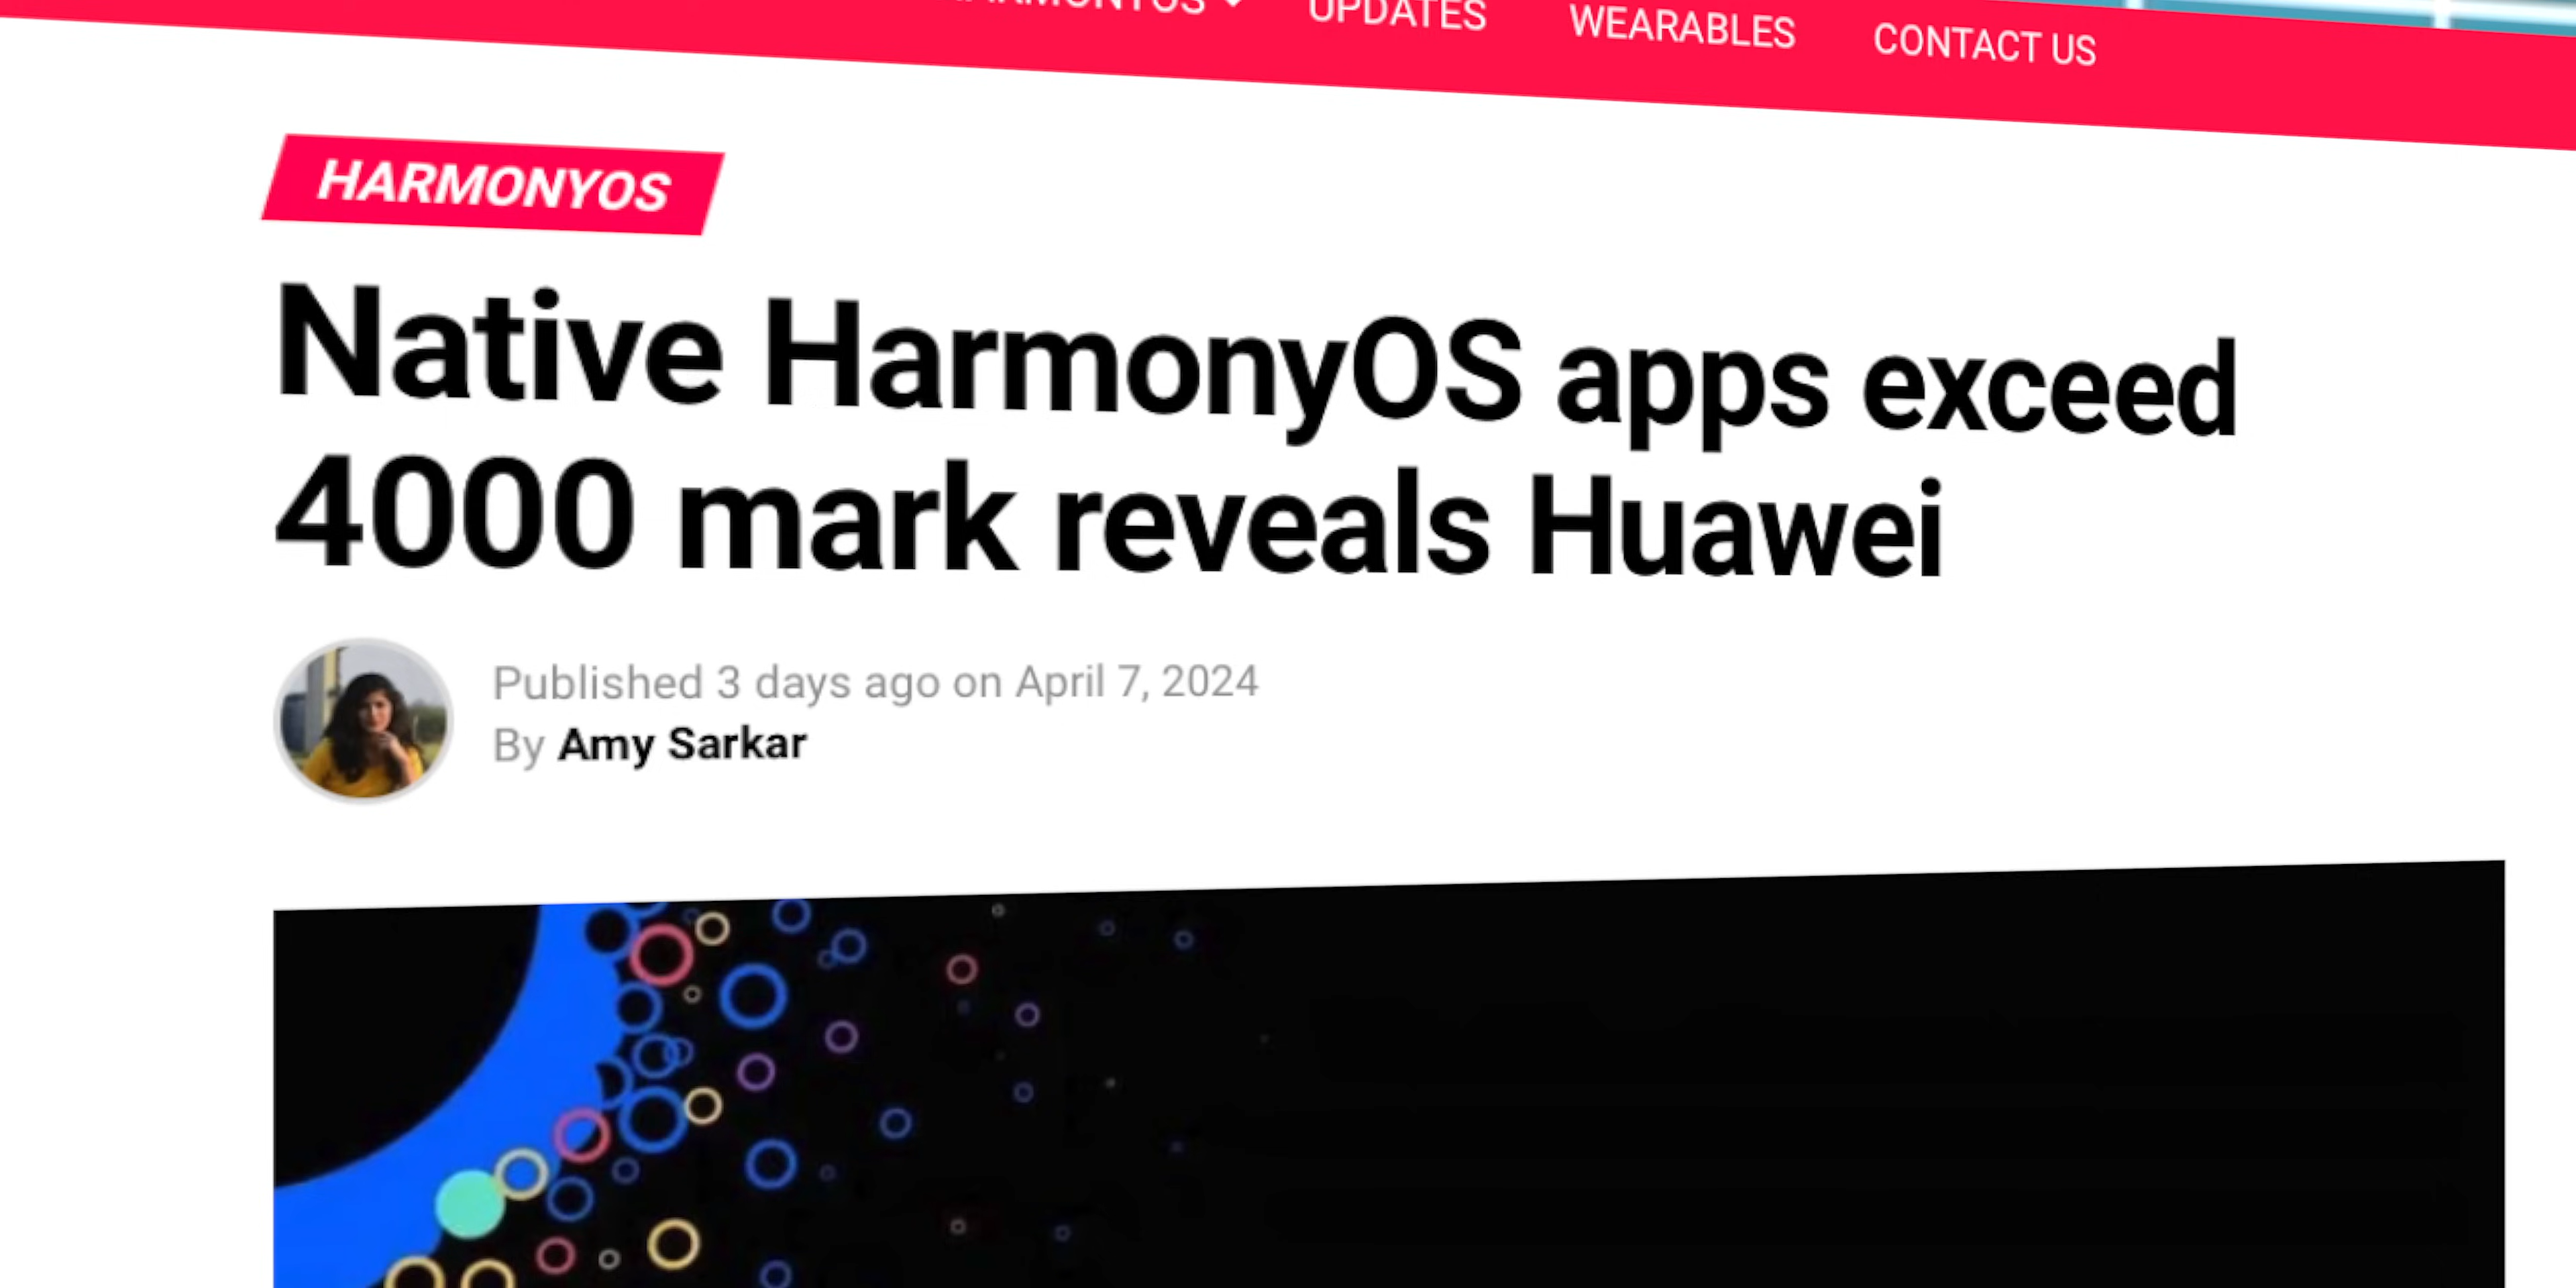 UPDATES WEARABLES CONTACT US
HARMONYOS
Native HarmonyOS apps exceed
4000 mark reveals Huawei
Published 3 days ago on April 7, 2024
By Amy Sarkar